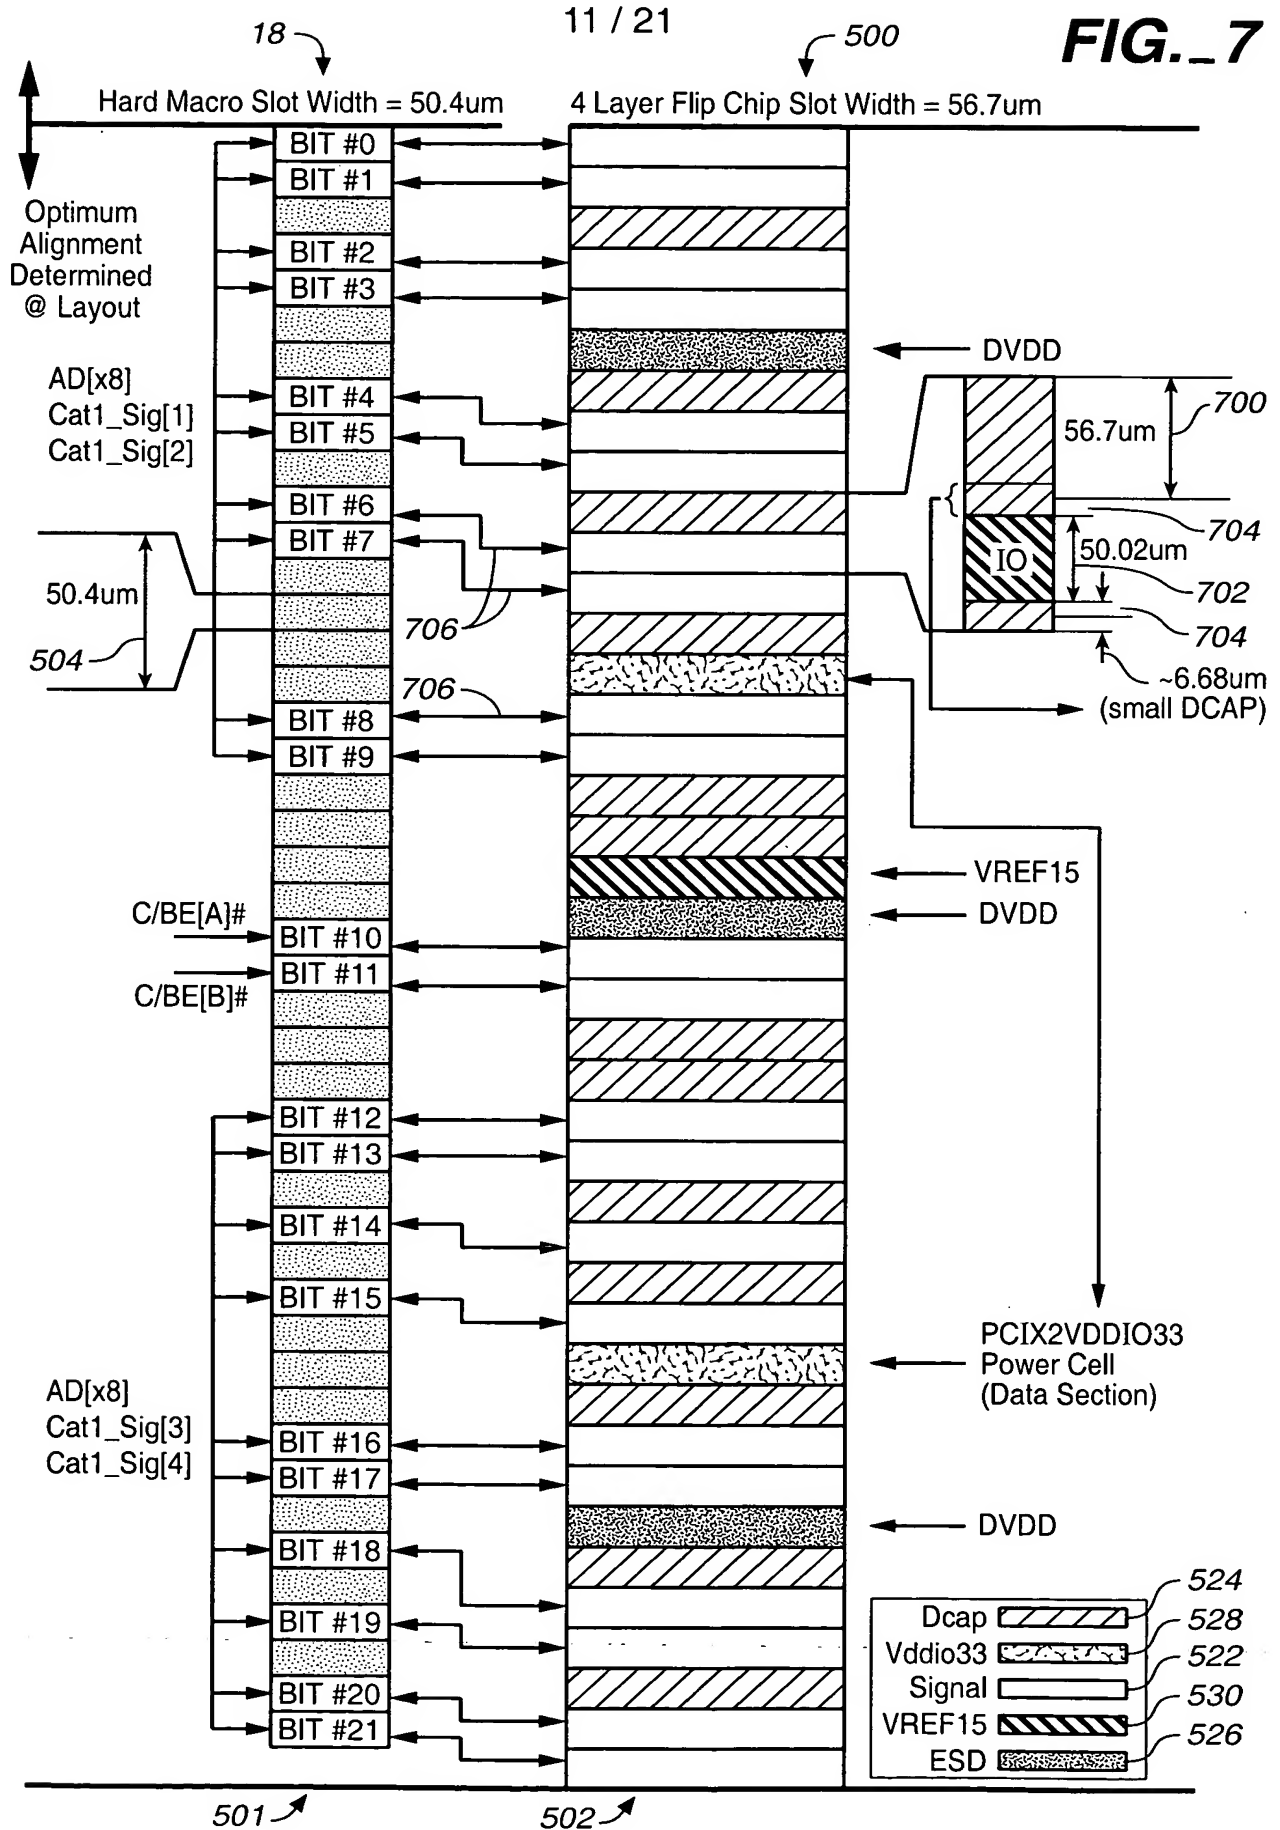 11 / 21
FIG._7
18
500
Hard Macro Slot Width = 50.4um
4 Layer Flip Chip Slot Width = 56.7um
BIT #0
BIT #1
Optimum
Alignment
Determined
@ Layout
BIT #2
BIT #3
DVDD
AD[x8]
Cat1_Sig[1]
Cat1_Sig[2]
BIT #4
BIT #5
700
56.7um
BIT #6
BIT #7
704
IO
50.02um
702
704
50.4um
504
706
706
~6.68um
(small DCAP)
BIT #8
BIT #9
VREF15
DVDD
C/BE[A]#
BIT #10
BIT #11
C/BE[B]#
BIT #12
BIT #13
BIT #14
BIT #15
PCIX2VDDIO33
Power Cell
(Data Section)
AD[x8]
Cat1_Sig[3]
Cat1_Sig[4]
BIT #16
BIT #17
DVDD
BIT #18
BIT #19
BIT #20
BIT #21
Dcap
524
Vddio33
528
Signal
522
VREF15
530
ESD
526
501
502